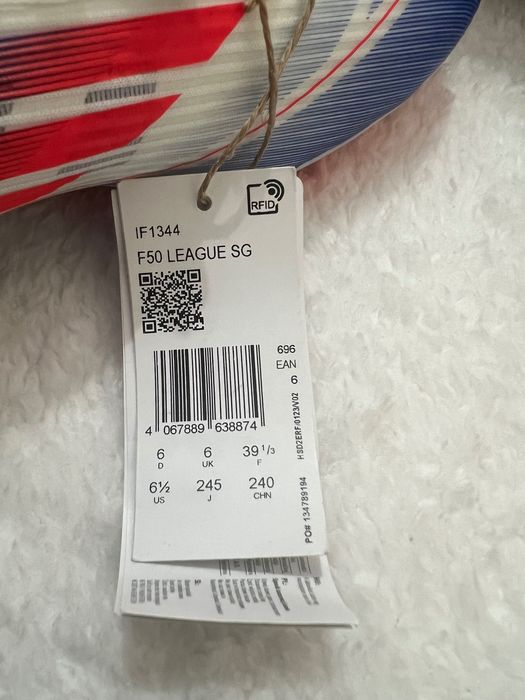 RFID
IF1344
F50 LEAGUE SG
696
EAN
6
4 067889 638874
6 6 39 1/3
D UK F
6½ 245 240
US J CHN
HSD2ERF/0123/V02
PO# 134789194